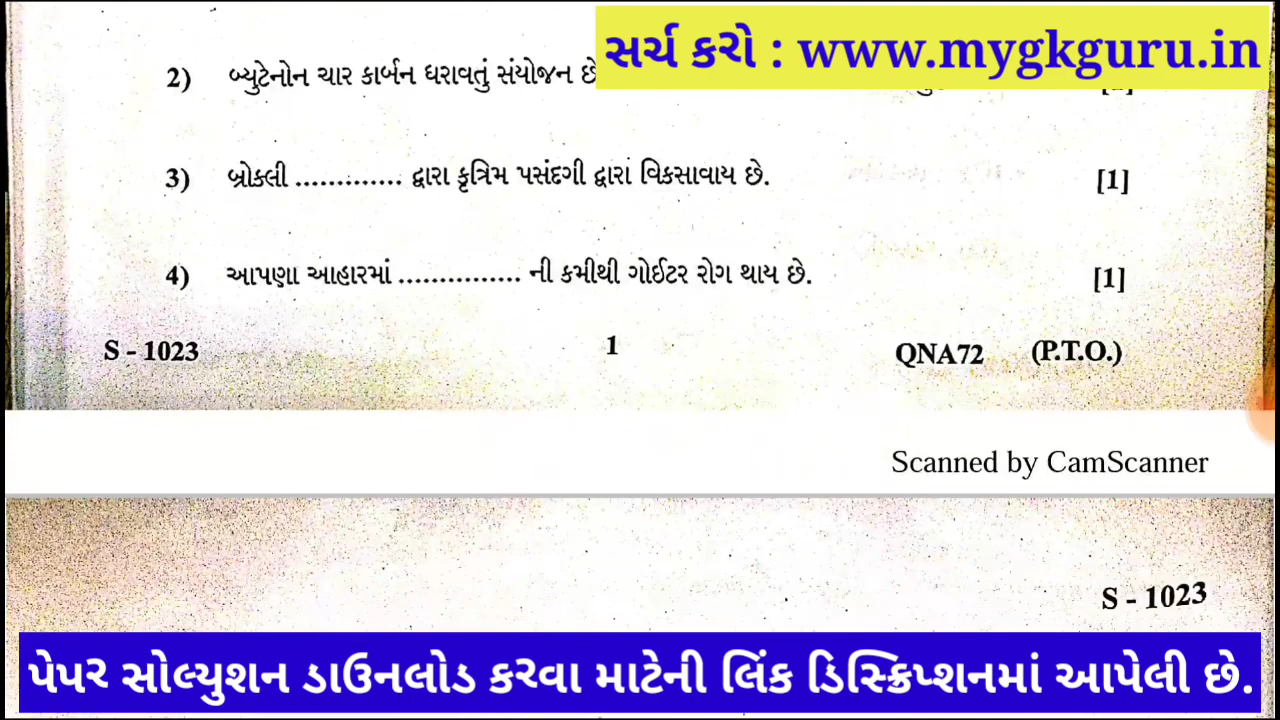 સર્ચ કરો : www.mygkguru.in
2) બ્યુટેનોન ચાર કાર્બન ધરાવતું સંયોજન છે
3) બ્રોકલી ............. દ્વારા કૃત્રિમ પસંદગી દ્વારા વિકસાવાય છે. [1]
4) આપણા આહારમાં ............... ની કમીથી ગોઈટર રોગ થાય છે. [1]
S - 1023 1 QNA72 (P.T.O.)
Scanned by CamScanner
S - 1023
પેપર સોલ્યુશન ડાઉનલોડ કરવા માટેની લિંક ડિસ્ક્રિપ્શનમાં આપેલી છે.